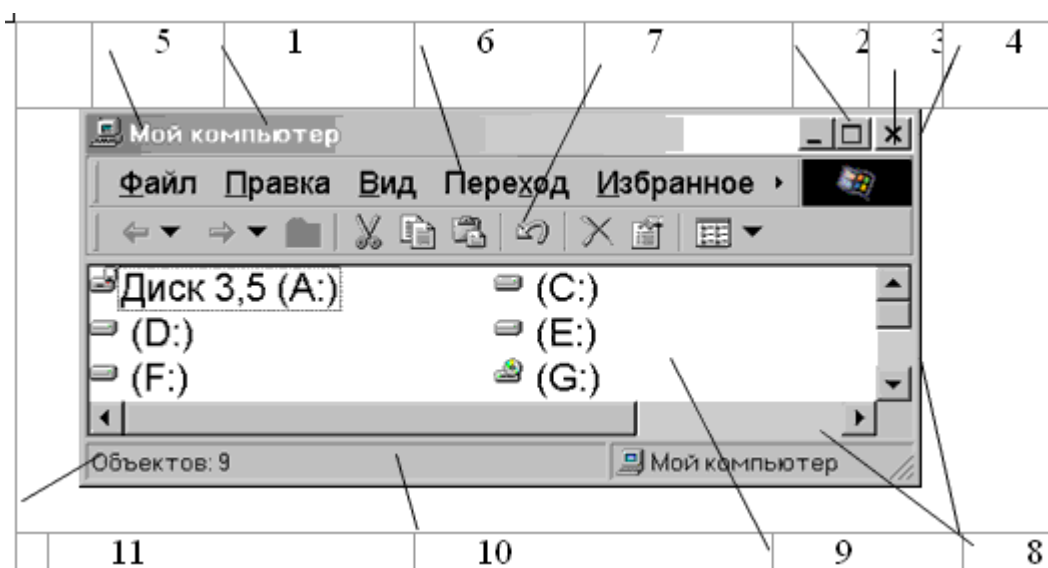 5 1 6 7 2 3 4
Мой компьютер
Файл Правка Вид Переход Избранное
Диск 3,5 (A:) (C:)
(D:) (E:)
(F:) (G:)
Объектов: 9 Мой компьютер
11 10 9 8